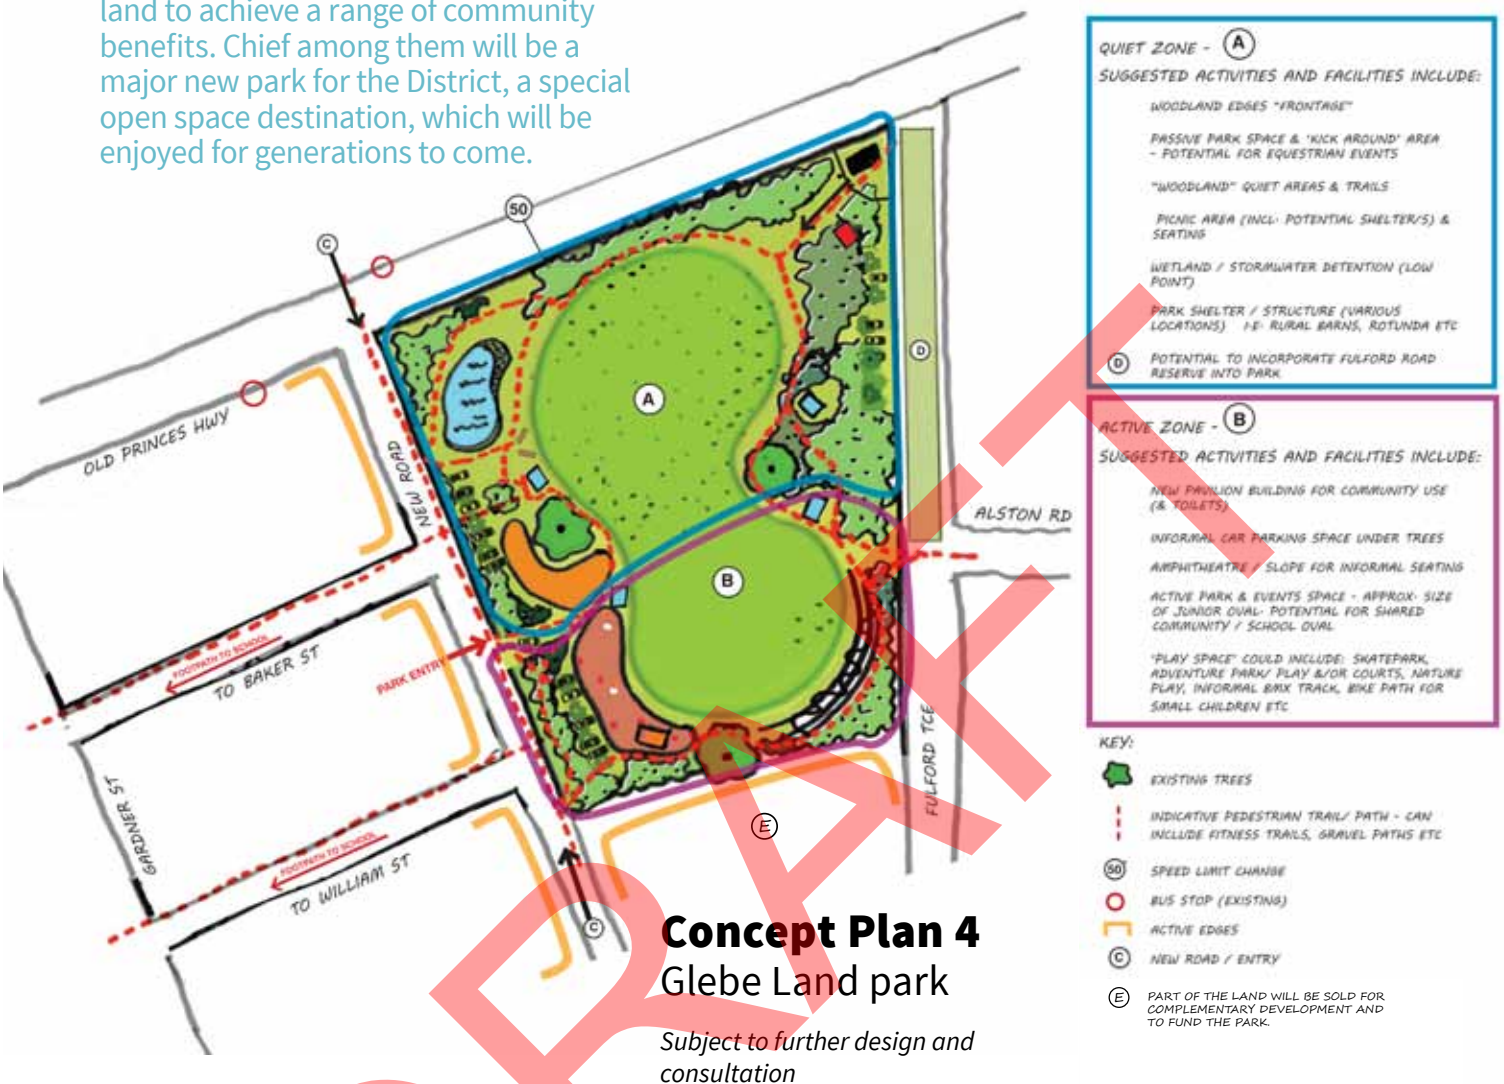 land to achieve a range of community
benefits. Chief among them will be a
major new park for the District, a special
open space destination, which will be
enjoyed for generations to come.
50
C
OLD PRINCES HWY
NEW ROAD
A
B
D
ALSTON RD
FOOTPATH TO SCHOOL
TO BAKER ST
PARK ENTRY
GARDNER ST
FOOTPATH TO SCHOOL
TO WILLIAM ST
FULFORD TCE
E
C
Concept Plan 4
Glebe Land park
Subject to further design and
consultation
QUIET ZONE - A
SUGGESTED ACTIVITIES AND FACILITIES INCLUDE:
WOODLAND EDGES "FRONTAGE"
PASSIVE PARK SPACE & 'KICK AROUND' AREA
- POTENTIAL FOR EQUESTRIAN EVENTS
"WOODLAND" QUIET AREAS & TRAILS
PICNIC AREA (INCL. POTENTIAL SHELTER/S) &
SEATING
WETLAND / STORMWATER DETENTION (LOW
POINT)
PARK SHELTER / STRUCTURE (VARIOUS
LOCATIONS) I.E. RURAL BARNS, ROTUNDA ETC
D POTENTIAL TO INCORPORATE FULFORD ROAD
RESERVE INTO PARK
ACTIVE ZONE - B
SUGGESTED ACTIVITIES AND FACILITIES INCLUDE:
NEW PAVILION BUILDING FOR COMMUNITY USE
(& TOILETS)
INFORMAL CAR PARKING SPACE UNDER TREES
AMPHITHEATRE / SLOPE FOR INFORMAL SEATING
ACTIVE PARK & EVENTS SPACE - APPROX. SIZE
OF JUNIOR OVAL. POTENTIAL FOR SHARED
COMMUNITY / SCHOOL OVAL
'PLAY SPACE' COULD INCLUDE: SKATEPARK,
ADVENTURE PARK/ PLAY &/OR COURTS, NATURE
PLAY, INFORMAL BMX TRACK, BIKE PATH FOR
SMALL CHILDREN ETC
KEY:
EXISTING TREES
INDICATIVE PEDESTRIAN TRAIL/ PATH - CAN
INCLUDE FITNESS TRAILS, GRAVEL PATHS ETC
50 SPEED LIMIT CHANGE
BUS STOP (EXISTING)
ACTIVE EDGES
C NEW ROAD / ENTRY
E PART OF THE LAND WILL BE SOLD FOR
COMPLEMENTARY DEVELOPMENT AND
TO FUND THE PARK.
DRAFT